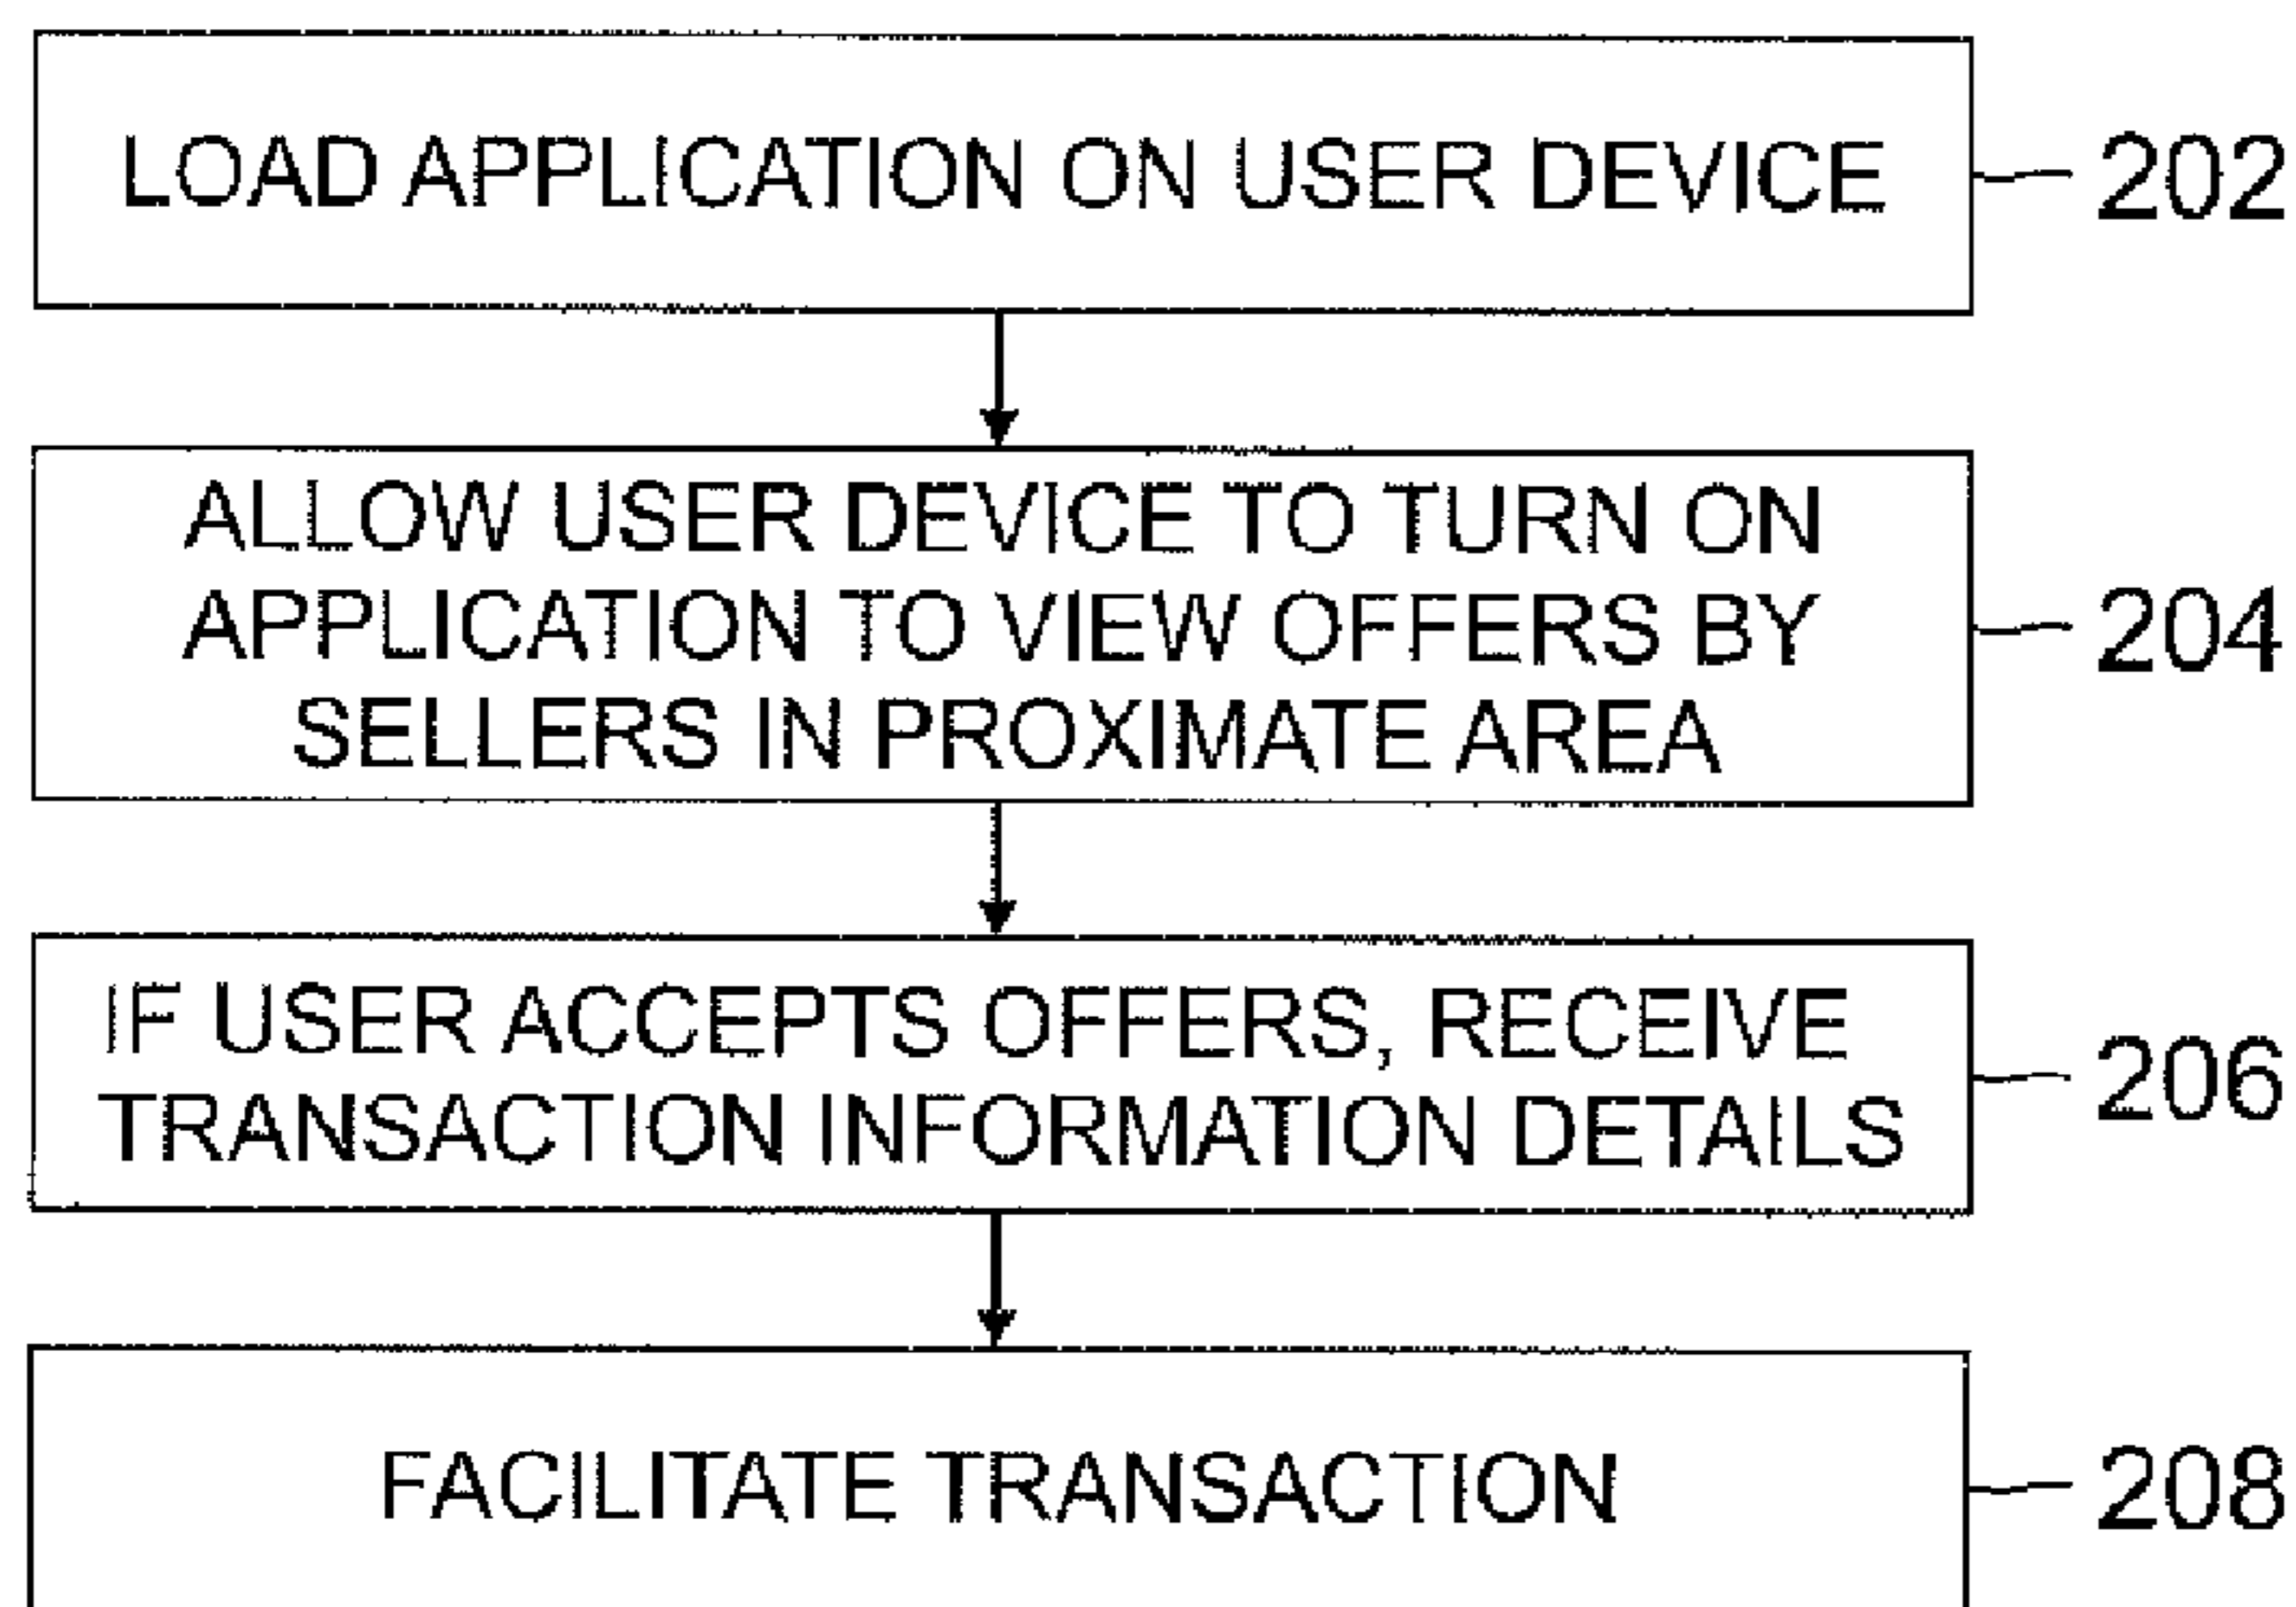 LOAD APPLICATION ON USER DEVICE
202
ALLOW USER DEVICE TO TURN ON
APPLICATION TO VIEW OFFERS BY
SELLERS IN PROXIMATE AREA
204
IF USER ACCEPTS OFFERS, RECEIVE
TRANSACTION INFORMATION DETAILS
206
FACILITATE TRANSACTION
208